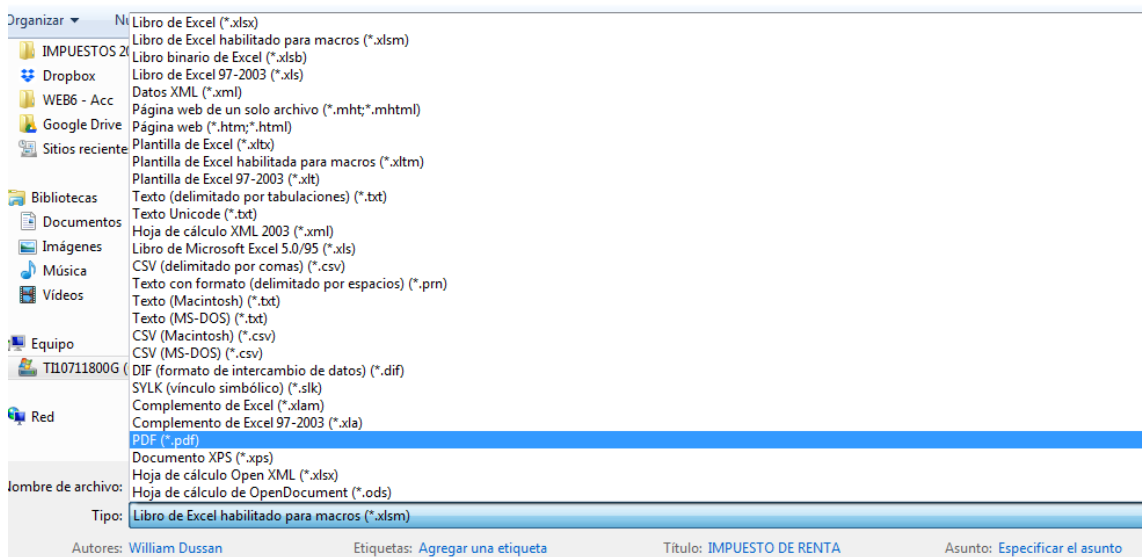 Organizar
Libro de Excel (*.xlsx)
Libro de Excel habilitado para macros (*.xlsm)
Libro binario de Excel (*.xlsb)
Libro de Excel 97-2003 (*.xls)
Datos XML (*.xml)
Página web de un solo archivo (*.mht;*.mhtml)
Página web (*.htm;*.html)
Plantilla de Excel (*.xltx)
Plantilla de Excel habilitada para macros (*.xltm)
Plantilla de Excel 97-2003 (*.xlt)
Texto (delimitado por tabulaciones) (*.txt)
Texto Unicode (*.txt)
Hoja de cálculo XML 2003 (*.xml)
Libro de Microsoft Excel 5.0/95 (*.xls)
CSV (delimitado por comas) (*.csv)
Texto con formato (delimitado por espacios) (*.prn)
Texto (Macintosh) (*.txt)
Texto (MS-DOS) (*.txt)
CSV (Macintosh) (*.csv)
CSV (MS-DOS) (*.csv)
DIF (formato de intercambio de datos) (*.dif)
SYLK (vínculo simbólico) (*.slk)
Complemento de Excel (*.xlam)
Complemento de Excel 97-2003 (*.xla)
PDF (*.pdf)
Documento XPS (*.xps)
Hoja de cálculo Open XML (*.xlsx)
Hoja de cálculo de OpenDocument (*.ods)
IMPUESTOS 20
Dropbox
WEB6 - Acc
Google Drive
Sitios reciente
Bibliotecas
Documentos
Imágenes
Música
Vídeos
Equipo
TI10711800G (
Red
Nombre de archivo:
Tipo: Libro de Excel habilitado para macros (*.xlsm)
Autores: William Dussan Etiquetas: Agregar una etiqueta Título: IMPUESTO DE RENTA Asunto: Especificar el asunto